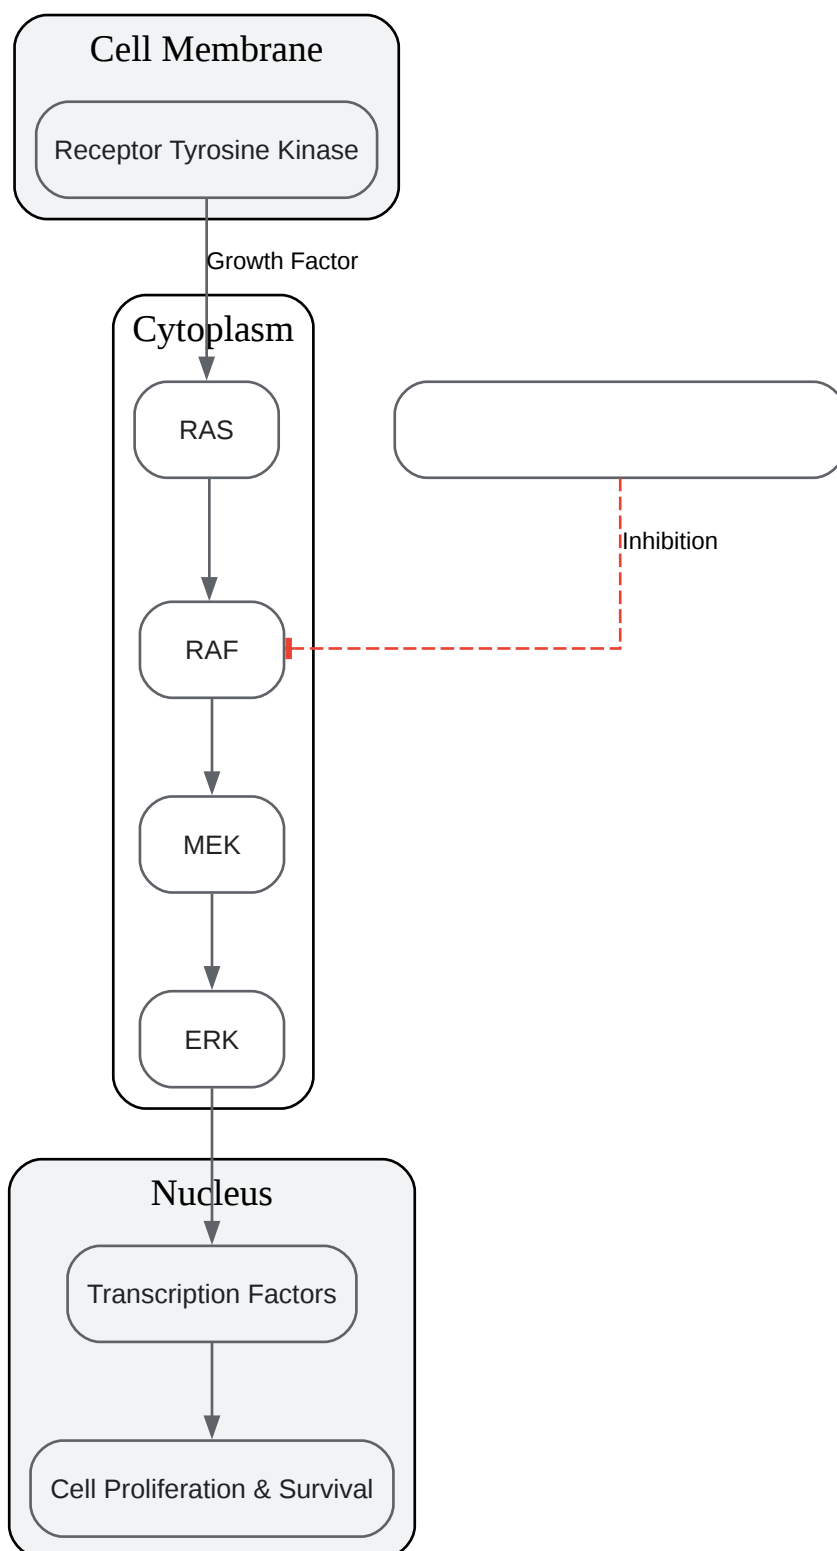 Cell Membrane
Receptor Tyrosine Kinase
Growth Factor
Cytoplasm
RAS
Inhibition
RAF
MEK
ERK
Nucleus
Transcription Factors
Cell Proliferation & Survival